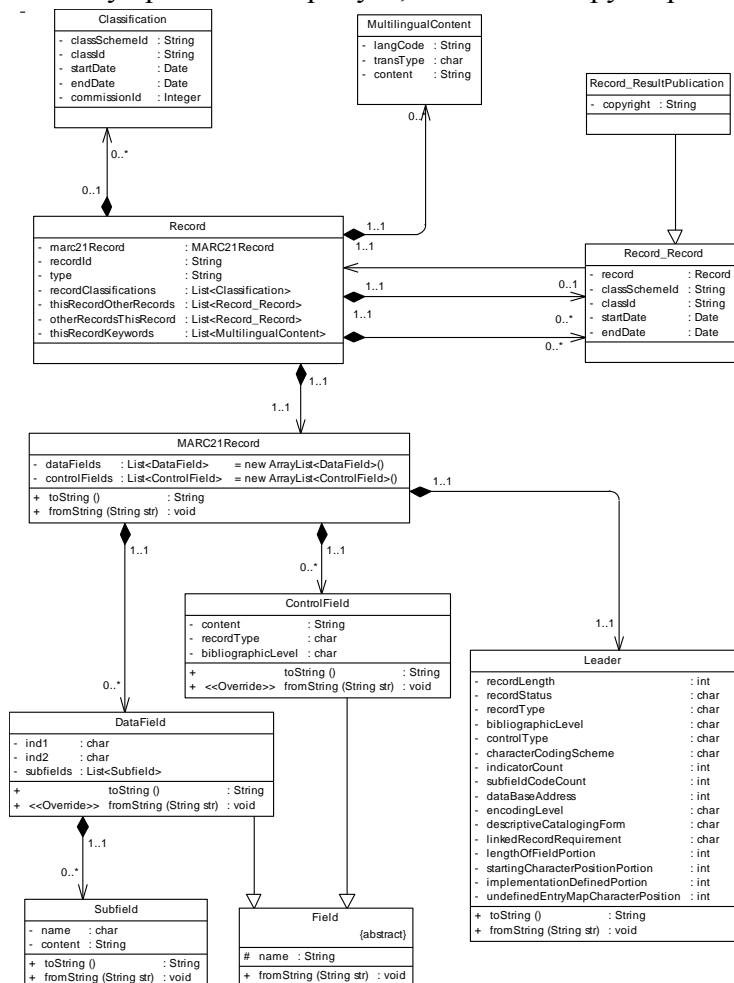 -
Classification
- classSchemeId : String
- classId : String
- startDate : Date
- endDate : Date
- commissionId : Integer
MultilingualContent
- langCode : String
- transType : char
- content : String
Record_ResultPublication
- copyright : String
0..*
0..*
0..1
1..1
Record
- marc21Record : MARC21Record
- recordId : String
- type : String
- recordClassifications : List<Classification>
- thisRecordOtherRecords : List<Record_Record>
- otherRecordsThisRecord : List<Record_Record>
- thisRecordKeywords : List<MultilingualContent>
1..1
0..1
1..1
0..*
0..*
Record_Record
- record : Record
- classSchemeId : String
- classId : String
- startDate : Date
- endDate : Date
1..1
1..1
MARC21Record
- dataFields : List<DataField> = new ArrayList<DataField>()
- controlFields : List<ControlField> = new ArrayList<ControlField>()
+ toString () : String
+ fromString (String str) : void
1..1
1..1
1..1
0..*
ControlField
- content : String
- recordType : char
- bibliographicLevel : char
+ toString () : String
+ <<Override>> fromString (String str) : void
1..1
Leader
- recordLength : int
- recordStatus : char
- recordType : char
- bibliographicLevel : char
- controlType : char
- characterCodingScheme : char
- indicatorCount : int
- subfieldCodeCount : int
- dataBaseAddress : int
- encodingLevel : char
- descriptiveCatalogingForm : char
- linkedRecordRequirement : char
- lengthOfFieldPortion : int
- startingCharacterPositionPortion : int
- implementationDefinedPortion : int
- undefinedEntryMapCharacterPosition : int
+ toString () : String
+ fromString (String str) : void
0..*
DataField
- ind1 : char
- ind2 : char
- subfields : List<Subfield>
+ toString () : String
+ <<Override>> fromString (String str) : void
1..1
0..*
Subfield
- name : char
- content : String
+ toString () : String
+ fromString (String str) : void
Field
{abstract}
# name : String
+ fromString (String str) : void